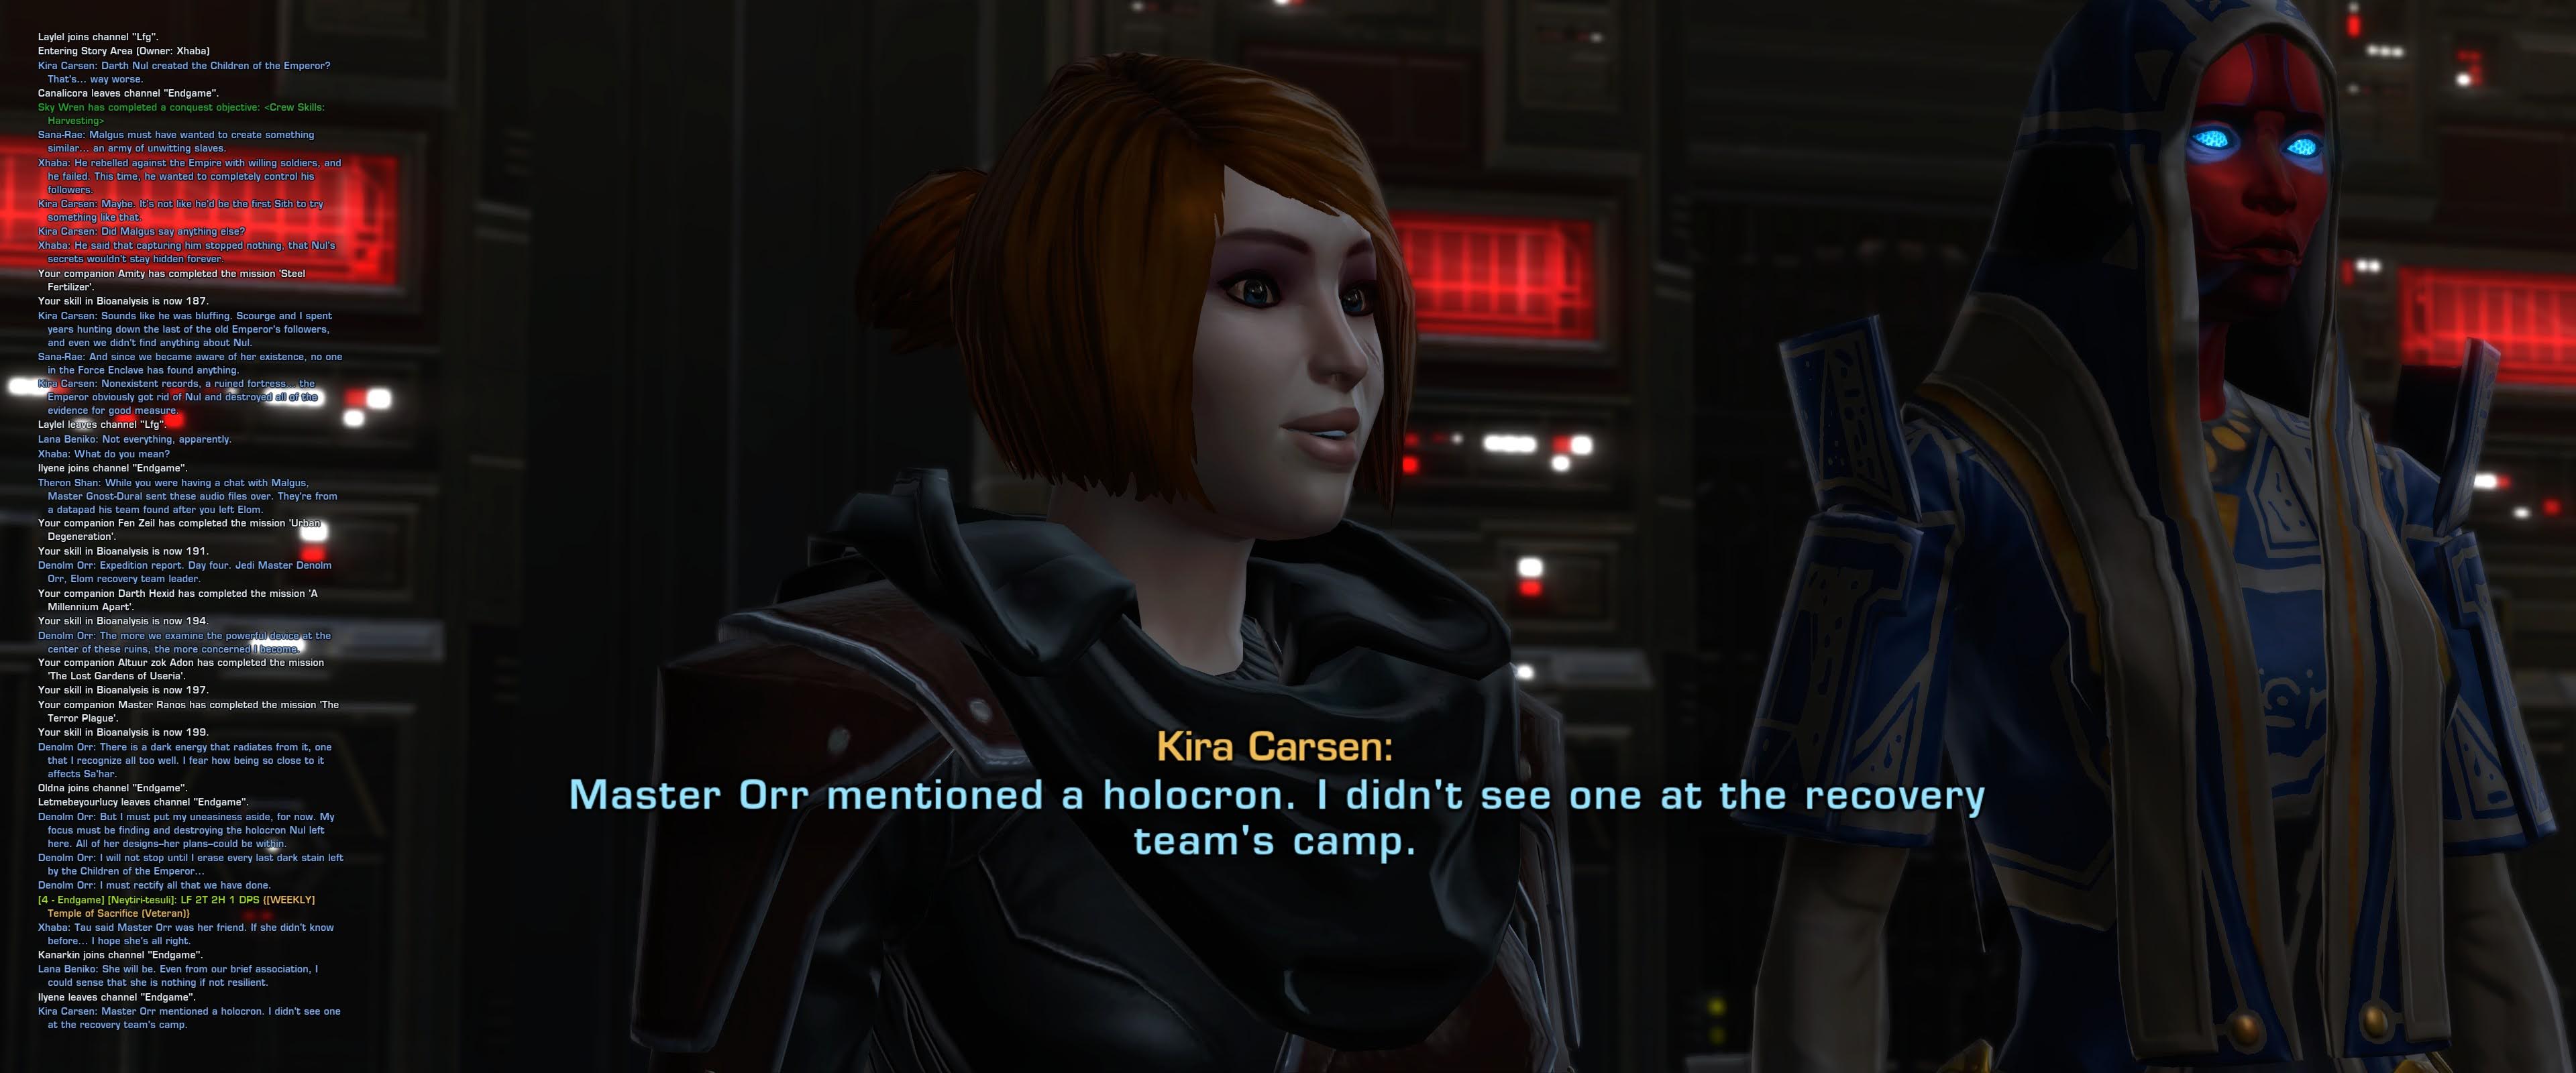 Laylel joins channel "Lfg".
Entering Story Area (Owner: Xhaba)
Kira Carsen: Darth Nul created the Children of the Emperor?
That's... way worse.
Canalicora leaves channel "Endgame".
Sky Wren has completed a conquest objective: <Crew Skills:
Harvesting>
Sana-Rae: Malgus must have wanted to create something
similar... an army of unwitting slaves.
Xhaba: He rebelled against the Empire with willing soldiers, and
he failed. This time, he wanted to completely control his
followers.
Kira Carsen: Maybe. It's not like he'd be the first Sith to try
something like that.
Kira Carsen: Did Malgus say anything else?
Xhaba: He said that capturing him stopped nothing, that Nul's
secrets wouldn't stay hidden forever.
Your companion Amity has completed the mission 'Steel
Fertilizer'.
Your skill in Bioanalysis is now 187.
Kira Carsen: Sounds like he was bluffing. Scourge and I spent
years hunting down the last of the old Emperor's followers,
and even we didn't find anything about Nul.
Sana-Rae: And since we became aware of her existence, no one
in the Force Enclave has found anything.
Kira Carsen: Nonexistent records, a ruined fortress... the
Emperor obviously got rid of Nul and destroyed all of the
evidence for good measure.
Laylel leaves channel "Lfg".
Lana Beniko: Not everything, apparently.
Xhaba: What do you mean?
Ilyene joins channel "Endgame".
Theron Shan: While you were having a chat with Malgus,
Master Gnost-Dural sent these audio files over. They're from
a datapad his team found after you left Elom.
Your companion Fen Zeil has completed the mission 'Urban
Degeneration'.
Your skill in Bioanalysis is now 191.
Denolm Orr: Expedition report. Day four. Jedi Master Denolm
Orr, Elom recovery team leader.
Your companion Darth Hexid has completed the mission 'A
Millennium Apart'.
Your skill in Bioanalysis is now 194.
Denolm Orr: The more we examine the powerful device at the
center of these ruins, the more concerned I become.
Your companion Altuur zok Adon has completed the mission
'The Lost Gardens of Useria'.
Your skill in Bioanalysis is now 197.
Your companion Master Ranos has completed the mission 'The
Terror Plague'.
Your skill in Bioanalysis is now 199.
Denolm Orr: There is a dark energy that radiates from it, one
that I recognize all too well. I fear how being so close to it
affects Sa'har.
Oldna joins channel "Endgame".
Letmebeyourlucy leaves channel "Endgame".
Denolm Orr: But I must put my uneasiness aside, for now. My
focus must be finding and destroying the holocron Nul left
here. All of her designs–her plans–could be within.
Denolm Orr: I will not stop until I erase every last dark stain left
by the Children of the Emperor...
Denolm Orr: I must rectify all that we have done.
[4 - Endgame] [Neytiri-tesuli]: LF 2T 2H 1 DPS {[WEEKLY]
Temple of Sacrifice (Veteran)}
Xhaba: Tau said Master Orr was her friend. If she didn't know
before... I hope she's all right.
Kanarkin joins channel "Endgame".
Lana Beniko: She will be. Even from our brief association, I
could sense that she is nothing if not resilient.
Ilyene leaves channel "Endgame".
Kira Carsen: Master Orr mentioned a holocron. I didn't see one
at the recovery team's camp.
Kira Carsen:
Master Orr mentioned a holocron. I didn't see one at the recovery
team's camp.